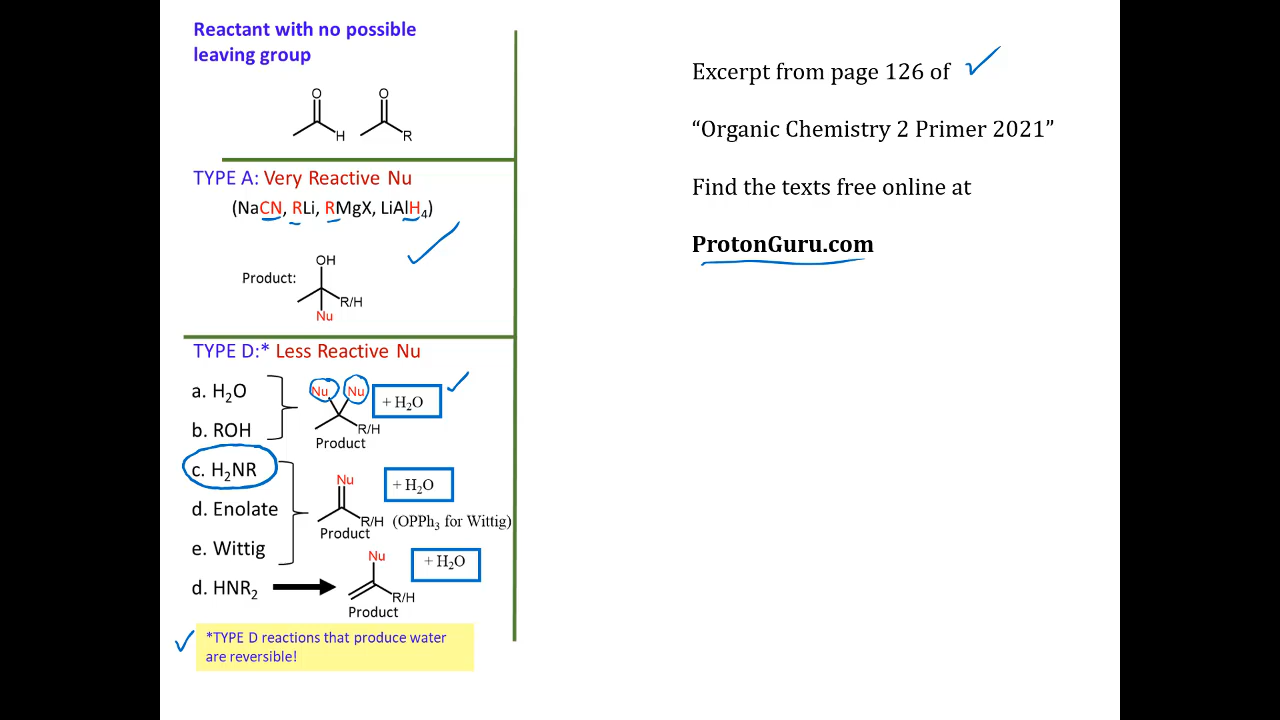 Reactant with no possible
leaving group
O
H
O
R
TYPE A: Very Reactive Nu
(NaCN, RLi, RMgX, LiAlH₄)
Product:
OH
R/H
Nu
TYPE D:* Less Reactive Nu
a. H₂O
b. ROH
Nu Nu
+ H₂O
R/H
Product
c. H₂NR
d. Enolate
e. Wittig
Nu
+ H₂O
R/H
(OPPh₃ for Wittig)
Product
d. HNR₂
Nu
+ H₂O
R/H
Product
*TYPE D reactions that produce water
are reversible!
Excerpt from page 126 of
“Organic Chemistry 2 Primer 2021”
Find the texts free online at
ProtonGuru.com